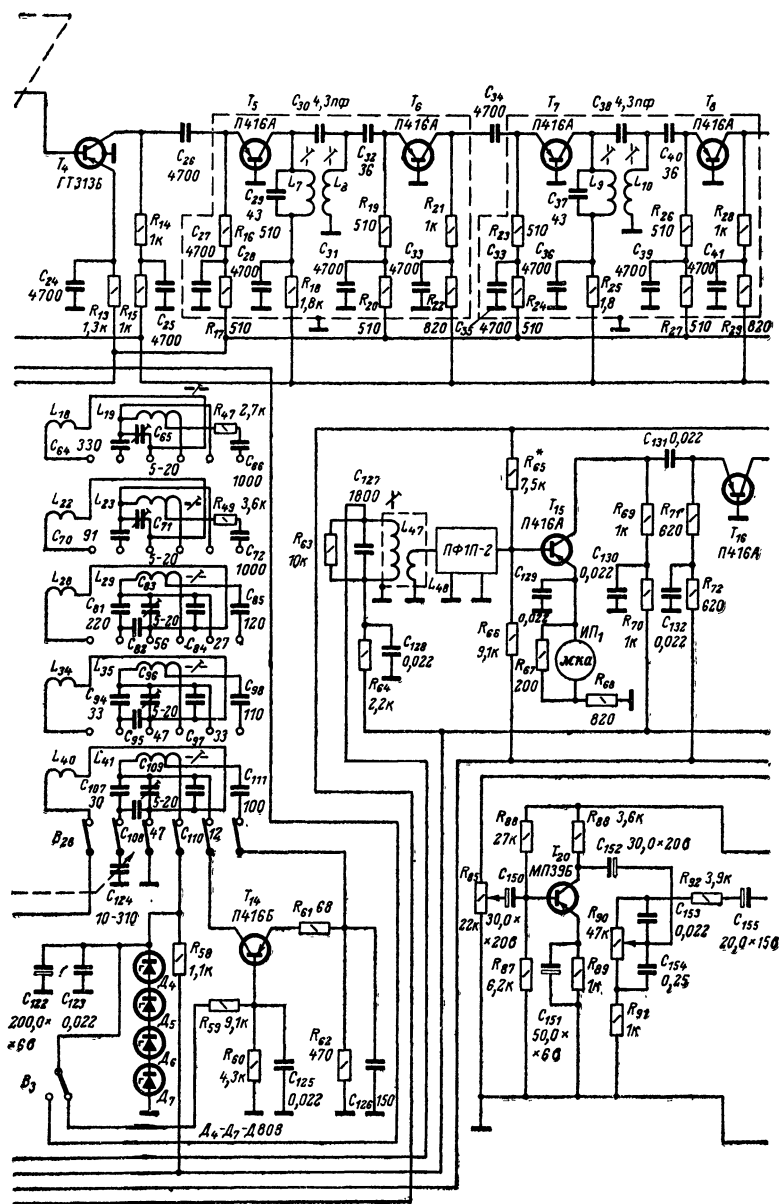 T5 C30 4,3пф T6 C34 4700 T7 C38 4,3пф T8
П416А П416А П416А П416А
T4 ГТ313Б
C26 4700
C32 36
C40 36
C29 43
L7 L8
C37 43
L9 L10
R14 1к
C27 4700
R16 510
C28 4700
R19 510
C31 4700
C33 4700
R21 1к
R23 510
C33 4700
C36 4700
R26 510
C39 4700
C41 4700
R28 1к
C24 4700
R13 1,3к
R15 1к
C25 4700
R17 510
R18 1,8к
R20 510
R22 820
C35 4700
R24 510
R25 1,8
R27 510
R29 820
L18 L19
R47 2,7к
C65
C64 330
5-20
C66 1000
L22 L23
R49 3,6к
C71
C70 91
5-20
C72 1000
L28 L29
C83
C81 220
5-20
C85 120
C82 56
C84 27
L34 L35
C96
C94 33
5-20
C98 110
C95 47
C97 33
L40 L41
C109
C107 30
5-20
C111 100
B2в
C108 47
C110 12
C124
10-310
T14
П416Б
R61 68
R58 1,1к
Д4
Д5
Д6
Д7
C122
200,0×
×6в
C123
0,022
R59 9,1к
B3
R60 4,3к
C125
0,022
R62 470
C126 150
Д4-Д7-Д808
C127
1800
R63 10к
L47
L48
ПФ1П-2
R65*
7,5к
T15
П416А
C131 0,022
R69 1к
R71 620
T16
П416А
C130
0,022
C129
0,022
R70 1к
C132
0,022
R72 620
C128
0,022
R64 2,2к
R66 9,1к
R67 200
ИП1
мка
R68 820
R88 27к
R88 3,6к
C152
30,0×20в
T20
МП39Б
R85 22к
C150
30,0×
×20в
R90 47к
R92 3,9к
C153
0,022
C155
20,0×15в
C154
0,25
R87 6,2к
C151
50,0×
×6в
R89 1к
R91 1к